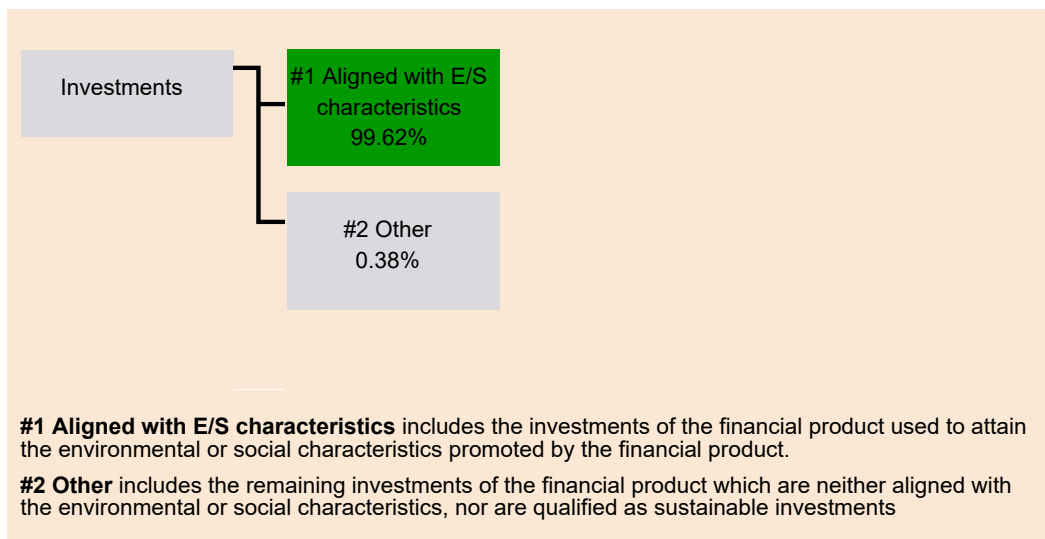 Investments
#1 Aligned with E/S
characteristics
99.62%
#2 Other
0.38%
#1 Aligned with E/S characteristics includes the investments of the financial product used to attain
the environmental or social characteristics promoted by the financial product.
#2 Other includes the remaining investments of the financial product which are neither aligned with
the environmental or social characteristics, nor are qualified as sustainable investments